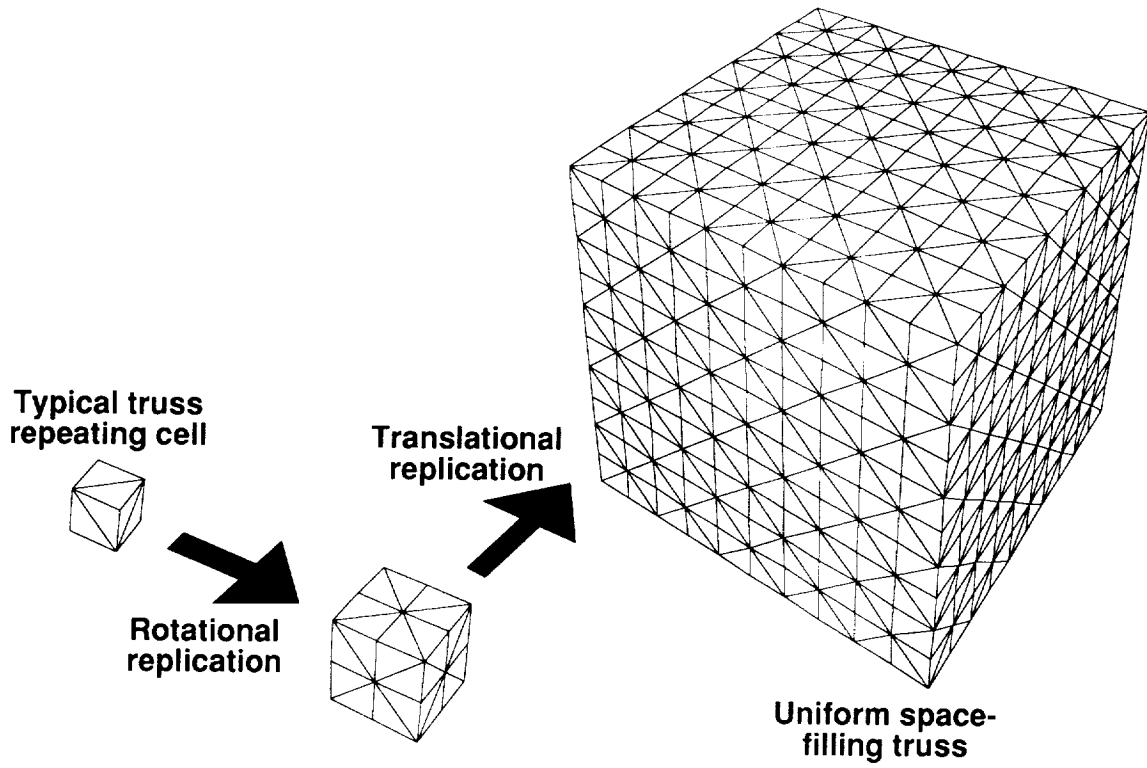 Typical truss
repeating cell
Rotational
replication
Translational
replication
Uniform space-
filling truss